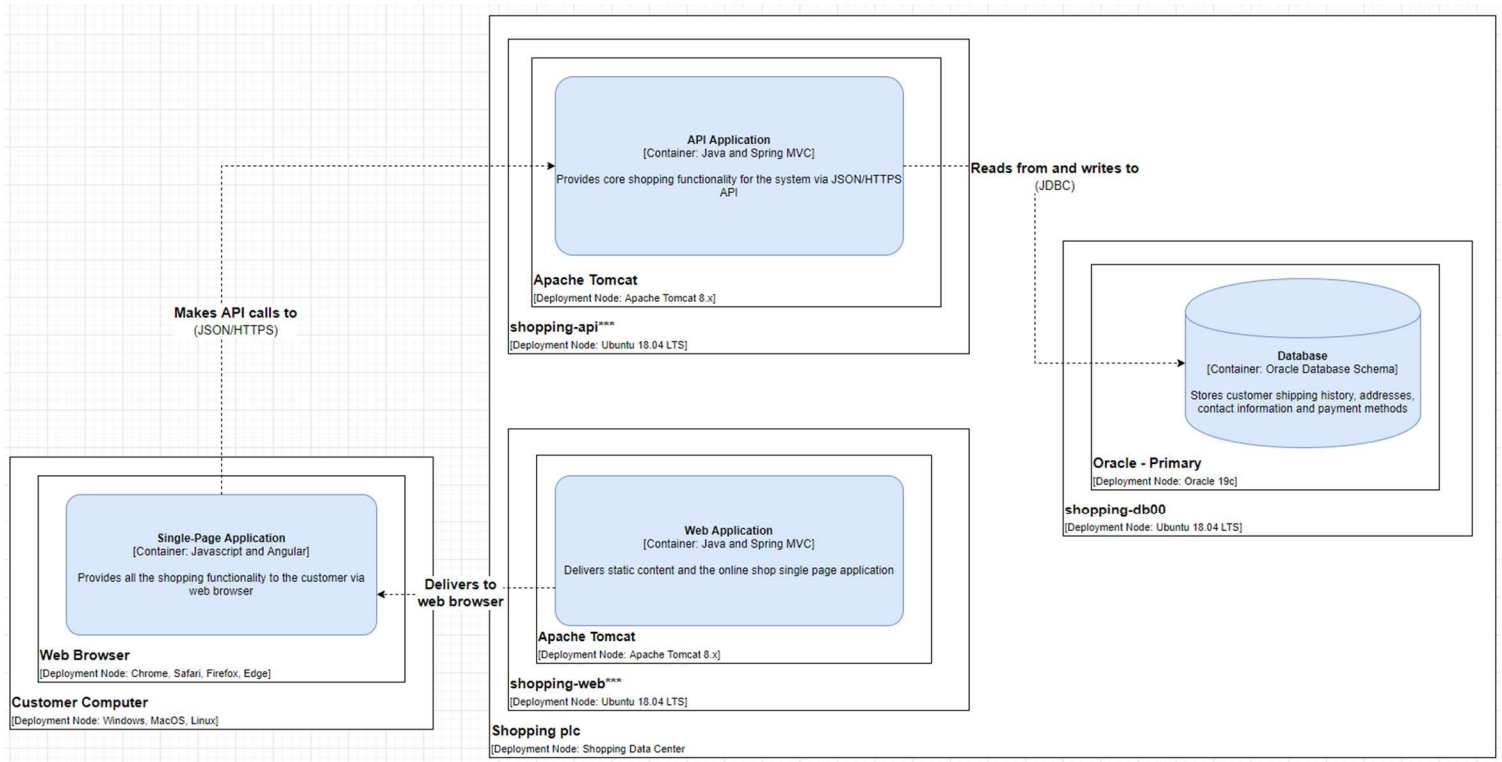 API Application
[Container: Java and Spring MVC]
Provides core shopping functionality for the system via JSON/HTTPS
API
Apache Tomcat
[Deployment Node: Apache Tomcat 8.x]
shopping-api***
[Deployment Node: Ubuntu 18.04 LTS]
Reads from and writes to
(JDBC)
Makes API calls to
(JSON/HTTPS)
Database
[Container: Oracle Database Schema]
Stores customer shipping history, addresses,
contact information and payment methods
Oracle - Primary
[Deployment Node: Oracle 19c]
shopping-db00
[Deployment Node: Ubuntu 18.04 LTS]
Single-Page Application
[Container: Javascript and Angular]
Provides all the shopping functionality to the customer via
web browser
Web Browser
[Deployment Node: Chrome, Safari, Firefox, Edge]
Customer Computer
[Deployment Node: Windows, MacOS, Linux]
Delivers to
web browser
Web Application
[Container: Java and Spring MVC]
Delivers static content and the online shop single page application
Apache Tomcat
[Deployment Node: Apache Tomcat 8.x]
shopping-web***
[Deployment Node: Ubuntu 18.04 LTS]
Shopping plc
[Deployment Node: Shopping Data Center